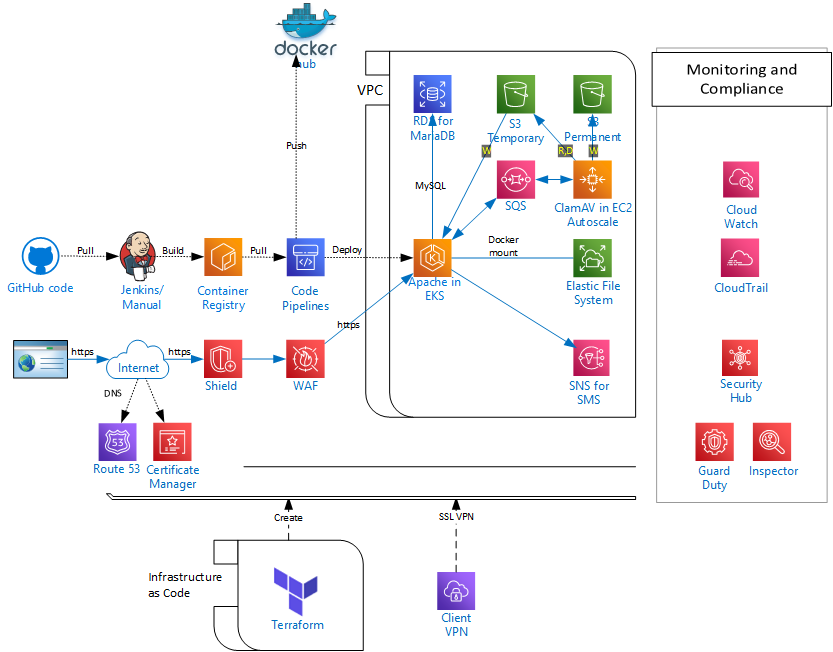 docker
hub
Monitoring and
Compliance
VPC
RDS for
MariaDB
S3
Temporary
S3
Permanent
Push
W
R,D
W
MySQL
SQS
ClamAV in EC2
Autoscale
Cloud
Watch
Pull
Build
Pull
Deploy
Docker
mount
GitHub code
Jenkins/
Manual
Container
Registry
Code
Pipelines
Apache in
EKS
Elastic File
System
CloudTrail
https
https
https
Internet
Shield
WAF
SNS for
SMS
Security
Hub
DNS
53
Route 53
Certificate
Manager
Guard
Duty
Inspector
Create
SSL VPN
Infrastructure
as Code
Terraform
Client
VPN